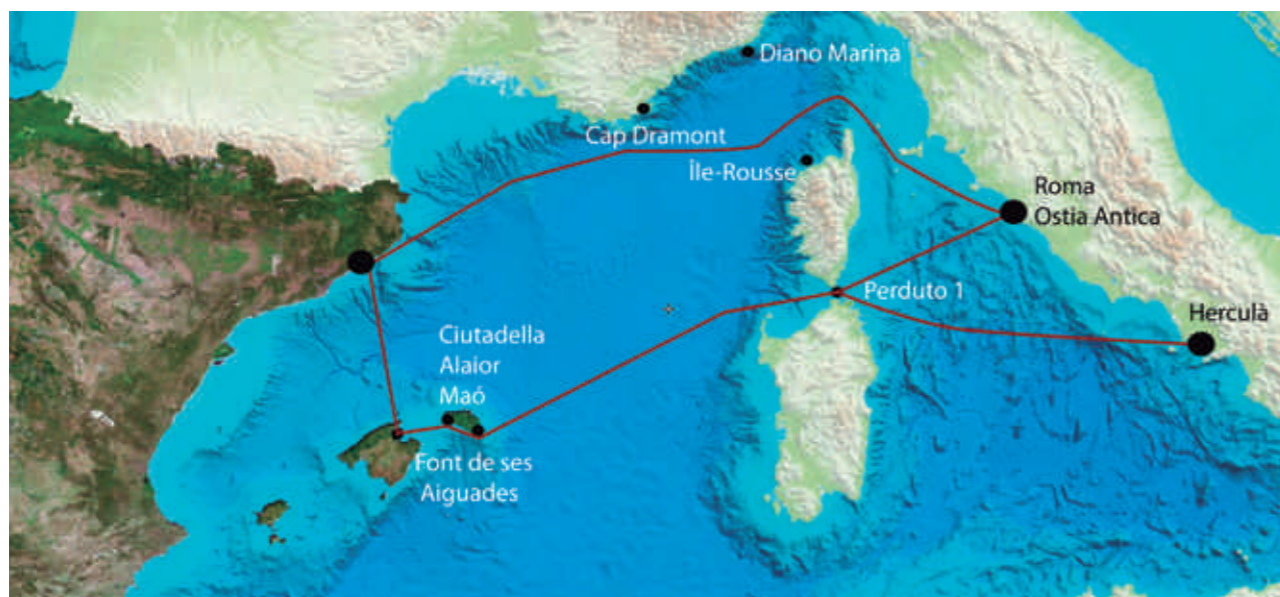 Diano Marina
Cap Dramont
Île-Rousse
Roma
Ostia Antica
Perduto 1
Herculà
Ciutadella
Alaior
Maó
Font de ses
Aiguades